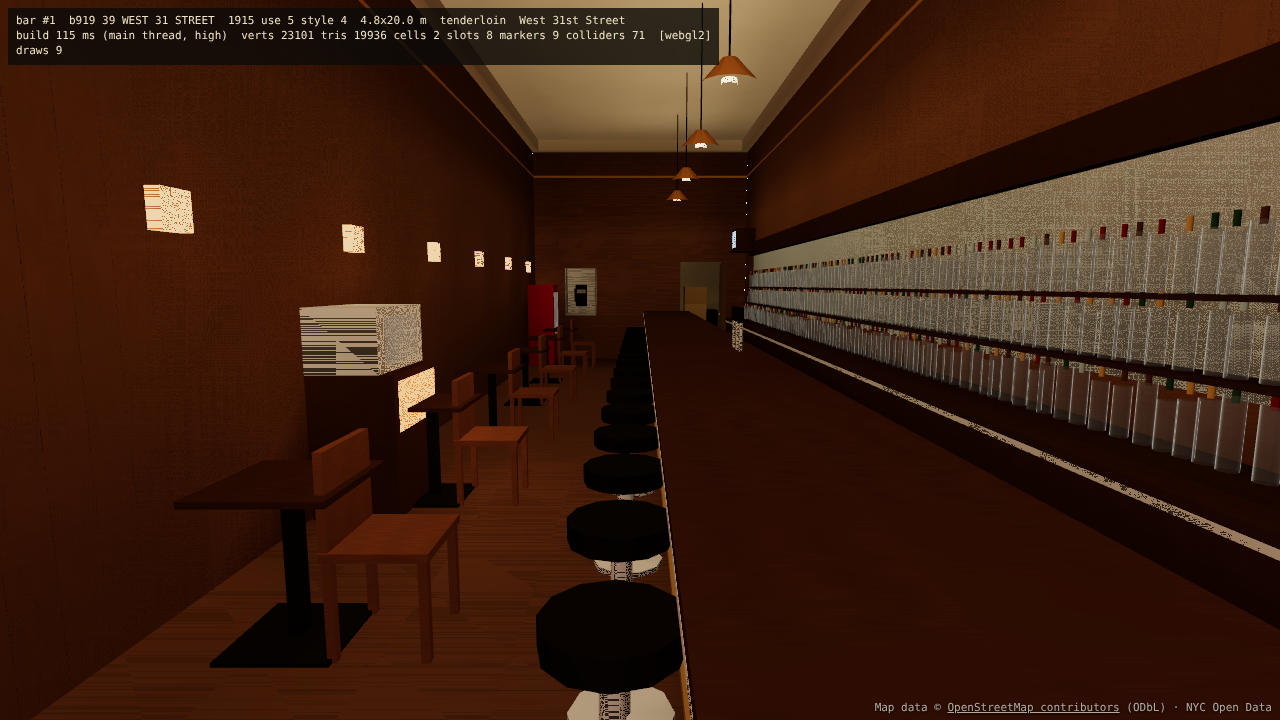 bar #1  b919 39 WEST 31 STREET  1915 use 5 style 4  4.8x20.0 m  tenderloin  West 31st Street
build 115 ms (main thread, high)  verts 23101 tris 19936 cells 2 slots 8 markers 9 colliders 71  [webgl2]
draws 9
Map data © OpenStreetMap contributors (ODbL) · NYC Open Data